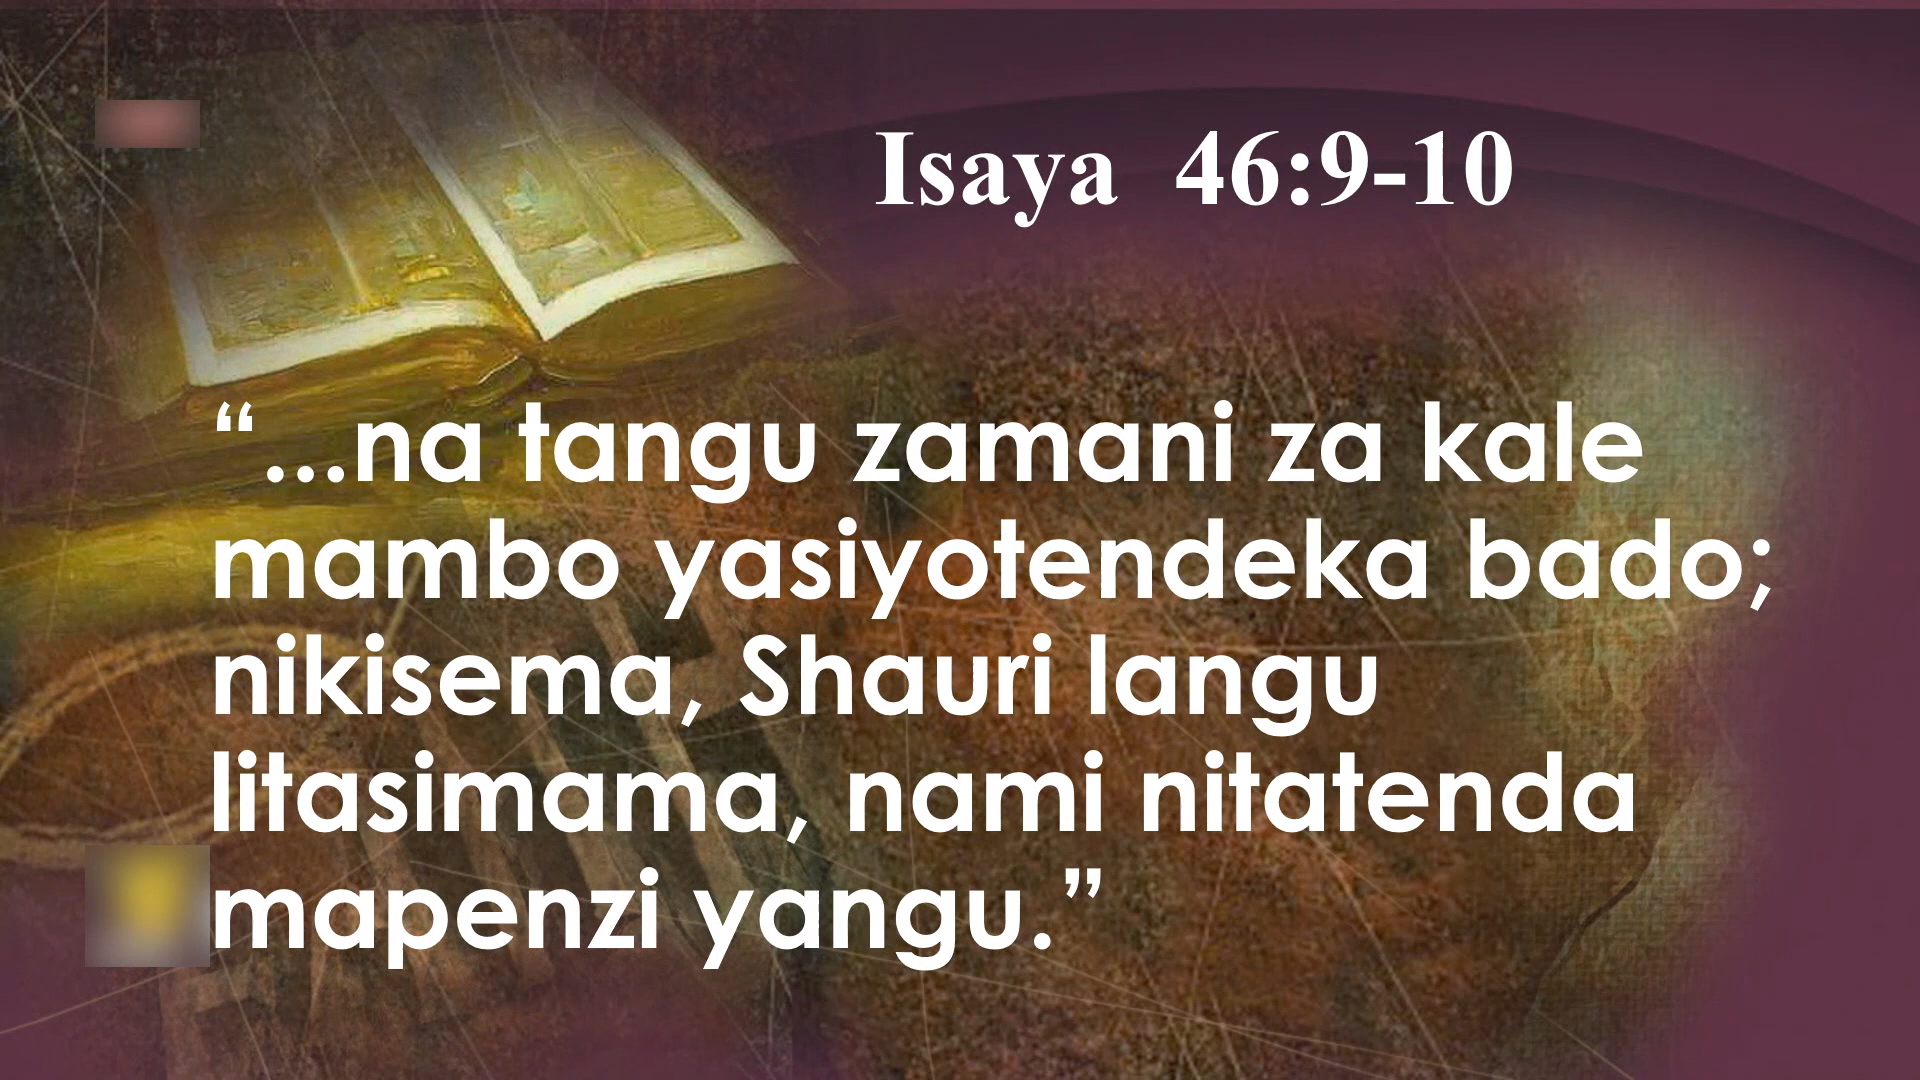 Isaya 46:9-10
“...na tangu zamani za kale
mambo yasiyotendeka bado;
nikisema, Shauri langu
litasimama, nami nitatenda
mapenzi yangu.”